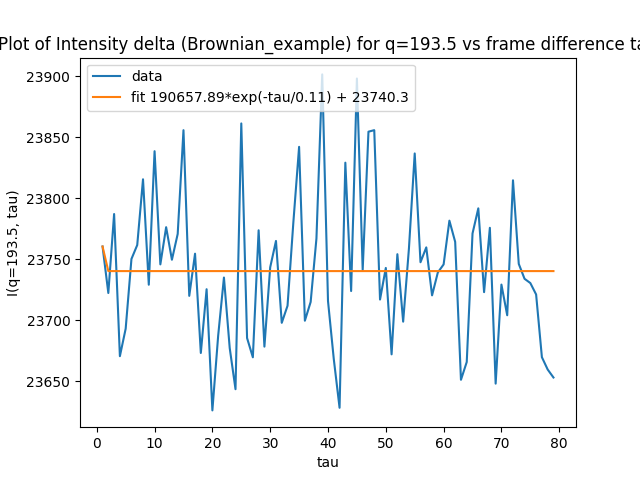 Plot of Intensity delta (Brownian_example) for q=193.5 vs frame difference ta
data
fit 190657.89*exp(-tau/0.11) + 23740.3
I(q=193.5, tau)
23900
23850
23800
23750
23700
23650
0 10 20 30 40 50 60 70 80
tau